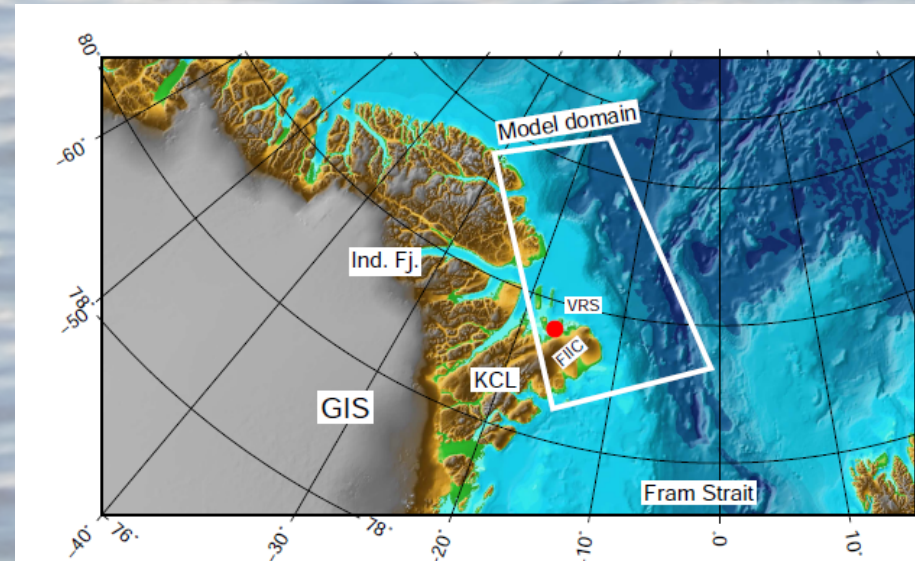 80°
Model domain
-60°
Ind. Fj.
VRS
78°
-50°
FIIC
KCL
GIS
Fram Strait
-40°
76°
-30°
78°
-20°
-10°
0°
10°